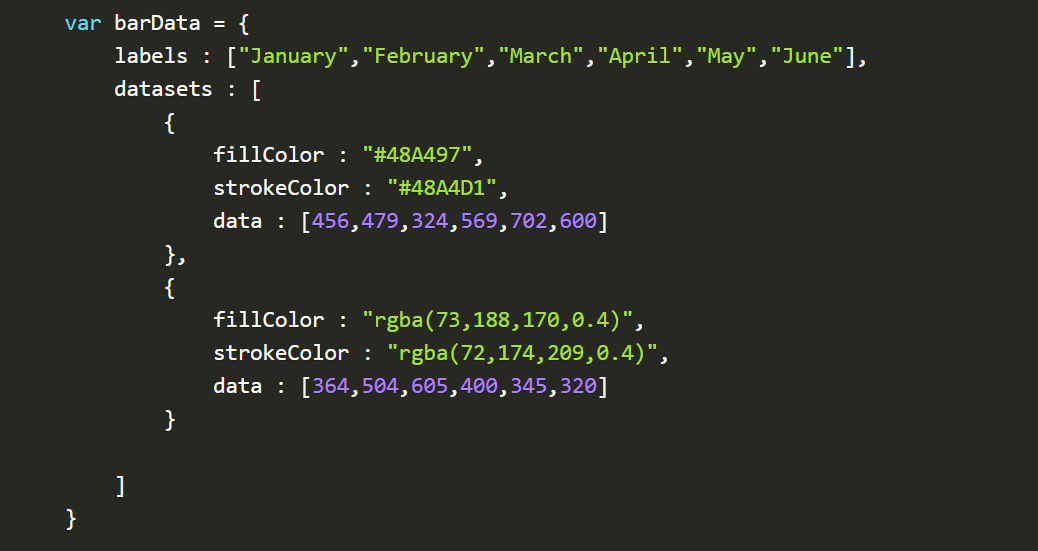 var barData = {
labels : ["January","February","March","April","May","June"],
datasets : [
{
fillColor : "#48A497",
strokeColor : "#48A4D1",
data : [456,479,324,569,702,600]
},
{
fillColor : "rgba(73,188,170,0.4)",
strokeColor : "rgba(72,174,209,0.4)",
data : [364,504,605,400,345,320]
}
]
}